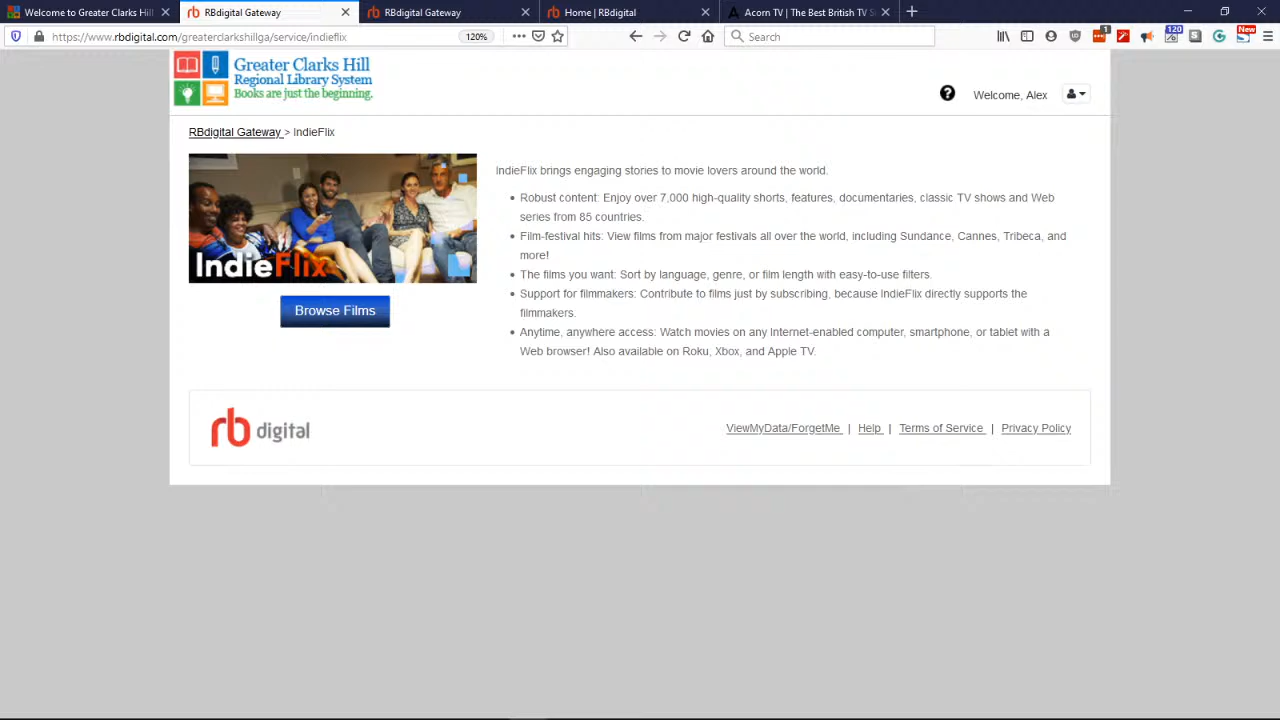 Welcome to Greater Clarks Hill
RBdigital Gateway
RBdigital Gateway
Home | RBdigital
Acorn TV | The Best British TV S
https://www.rbdigital.com/greaterclarkshillga/service/indieflix
120%
Search
1
120
New
Greater Clarks Hill
Regional Library System
Books are just the beginning.
Welcome, Alex
RBdigital Gateway > IndieFlix
IndieFlix
Browse Films
IndieFlix brings engaging stories to movie lovers around the world.
Robust content: Enjoy over 7,000 high-quality shorts, features, documentaries, classic TV shows and Web
series from 85 countries.
Film-festival hits: View films from major festivals all over the world, including Sundance, Cannes, Tribeca, and
more!
The films you want: Sort by language, genre, or film length with easy-to-use filters.
Support for filmmakers: Contribute to films just by subscribing, because IndieFlix directly supports the
filmmakers.
Anytime, anywhere access: Watch movies on any Internet-enabled computer, smartphone, or tablet with a
Web browser! Also available on Roku, Xbox, and Apple TV.
rb digital
ViewMyData/ForgetMe | Help | Terms of Service | Privacy Policy